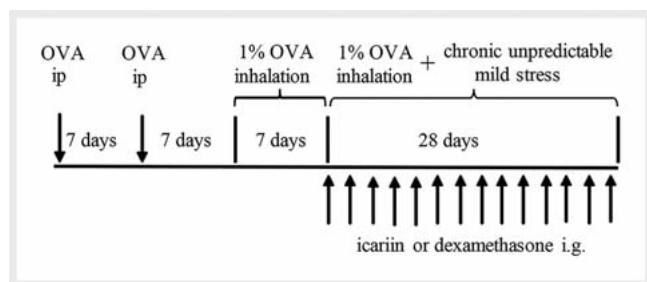 OVA
ip
OVA
ip
1% OVA
inhalation
1% OVA
inhalation
+
chronic unpredictable
mild stress
7 days
7 days
7 days
28 days
icariin or dexamethasone i.g.